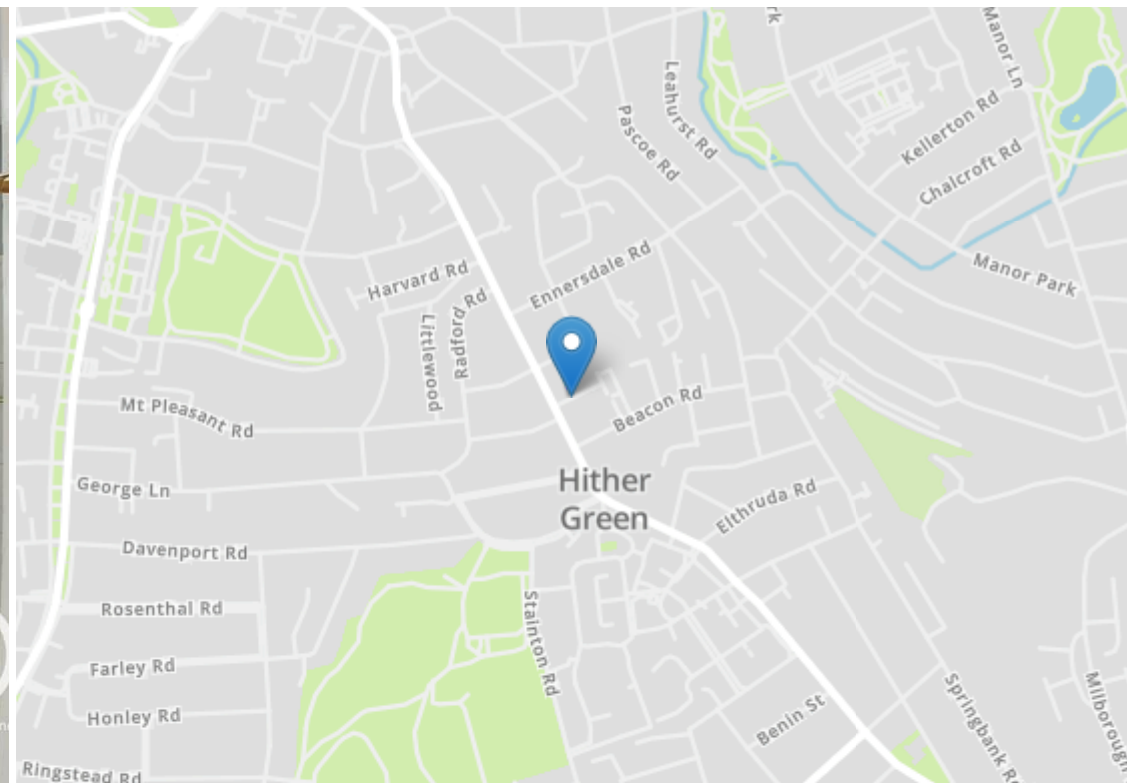 Manor Ln
Leahurst Rd
Pascoe Rd
Kellerton Rd
Chalcroft Rd
Manor Park
Harvard Rd
Ennersdale Rd
Radford Rd
Littlewood
Mt Pleasant Rd
Beacon Rd
Hither
Green
George Ln
Elthruda Rd
Davenport Rd
Rosenthal Rd
Stainton Rd
Farley Rd
Honley Rd
Benin St
Springbank Rd
Milborough
Ringstead Rd